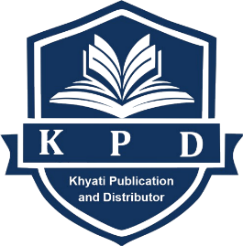 K P D
Khyati Publication
and Distributor